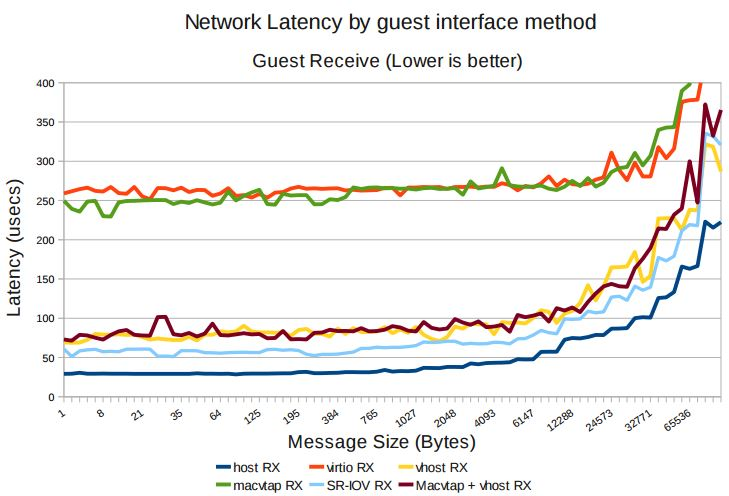 Network Latency by guest interface method
Guest Receive (Lower is better)
Latency (usecs)
400
350
300
250
200
150
100
50
0
1 8 21 35 64 125 195 384 765 1027 2048 4093 6147 12288 24573 32771 65536
Message Size (Bytes)
host RX virtio RX vhost RX
macvtap RX SR-IOV RX Macvtap + vhost RX